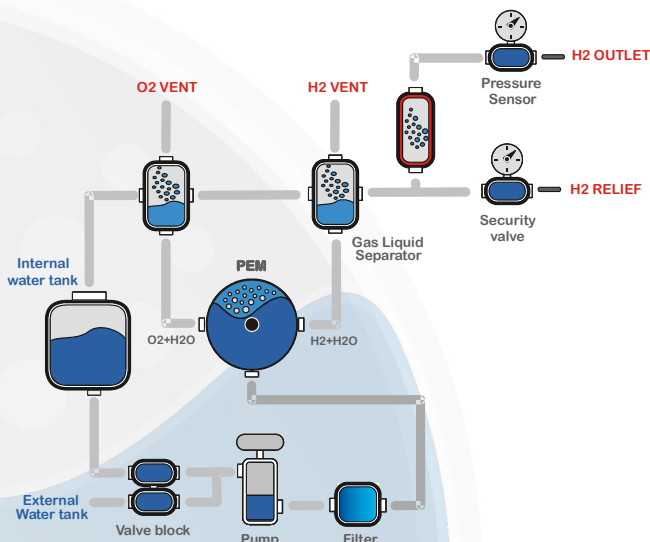 H2 OUTLET
Pressure
Sensor
O2 VENT
H2 VENT
H2 RELIEF
Security
valve
Gas Liquid
Separator
Internal
water tank
PEM
O2+H2O
H2+H2O
External
Water tank
Valve block
Pump
Filter